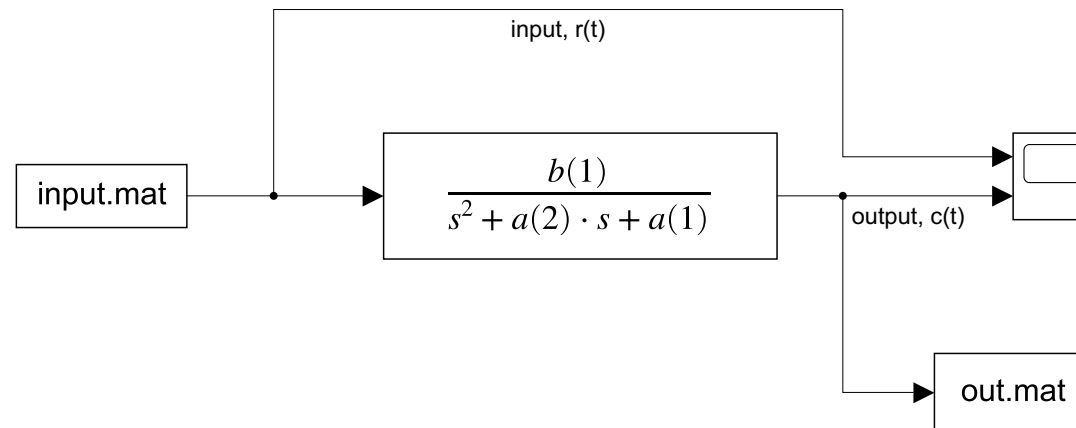 input, r(t)
input.mat
b(1)
s² + a(2) · s + a(1)
output, c(t)
out.mat